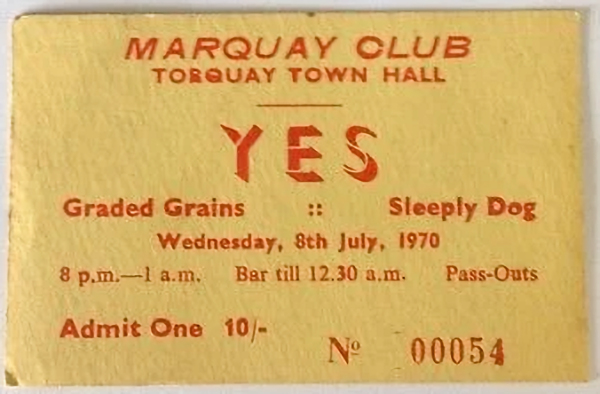 MARQUAY CLUB
TORQUAY TOWN HALL
YES
Graded Grains :: Sleeply Dog
Wednesday, 8th July, 1970
8 p.m.—1 a.m. Bar till 12.30 a.m. Pass-Outs
Admit One 10/-
Nº 00054